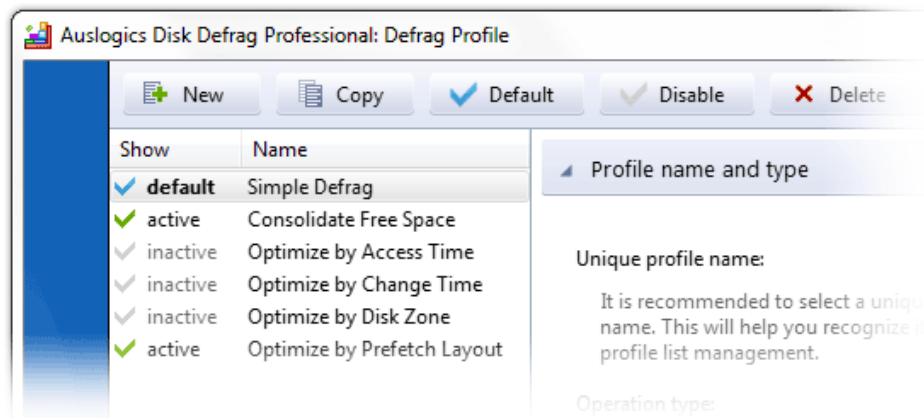 Auslogics Disk Defrag Professional: Defrag Profile
New Copy Default Disable Delete
Show Name
default Simple Defrag
active Consolidate Free Space
inactive Optimize by Access Time
inactive Optimize by Change Time
inactive Optimize by Disk Zone
active Optimize by Prefetch Layout
Profile name and type
Unique profile name:
It is recommended to select a
name. This will help you recognize
profile list management.
Operation type: